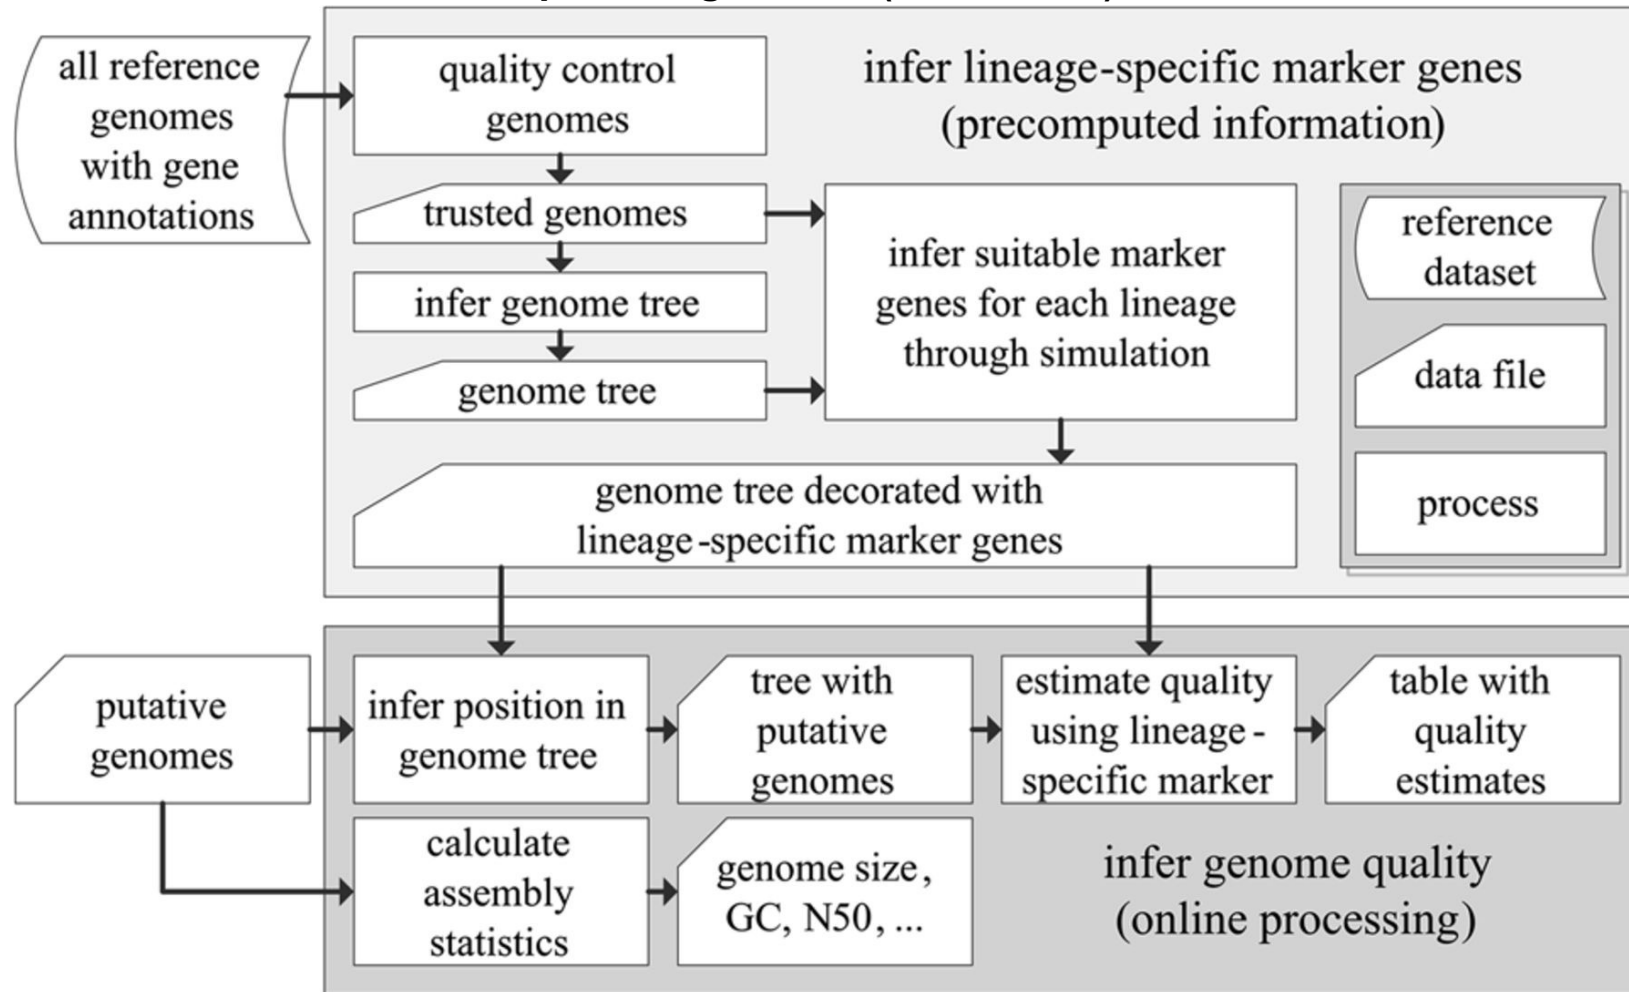 all reference
genomes
with gene
annotations
quality control
genomes
infer lineage-specific marker genes
(precomputed information)
trusted genomes
infer genome tree
genome tree
infer suitable marker
genes for each lineage
through simulation
reference
dataset
data file
process
genome tree decorated with
lineage-specific marker genes
putative
genomes
infer position in
genome tree
tree with
putative
genomes
estimate quality
using lineage-
specific marker
table with
quality
estimates
calculate
assembly
statistics
genome size,
GC, N50, ...
infer genome quality
(online processing)